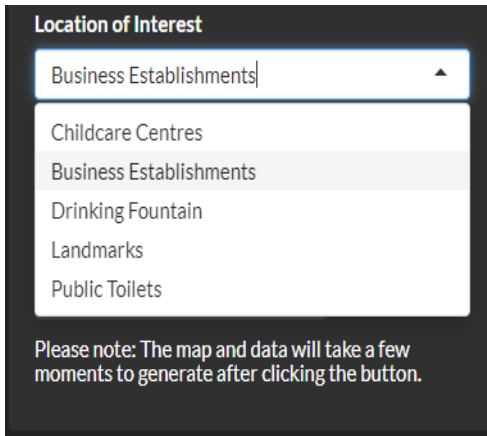 Location of Interest
Business Establishments
Childcare Centres
Business Establishments
Drinking Fountain
Landmarks
Public Toilets
Please note: The map and data will take a few
moments to generate after clicking the button.